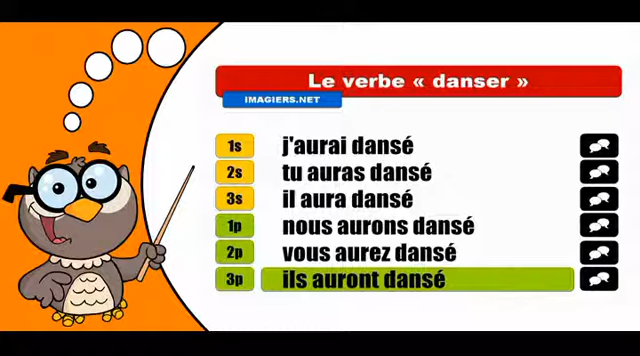 Le verbe « danser »
IMAGIERS.NET
1s j'aurai dansé
2s tu auras dansé
3s il aura dansé
1p nous aurons dansé
2p vous aurez dansé
3p ils auront dansé